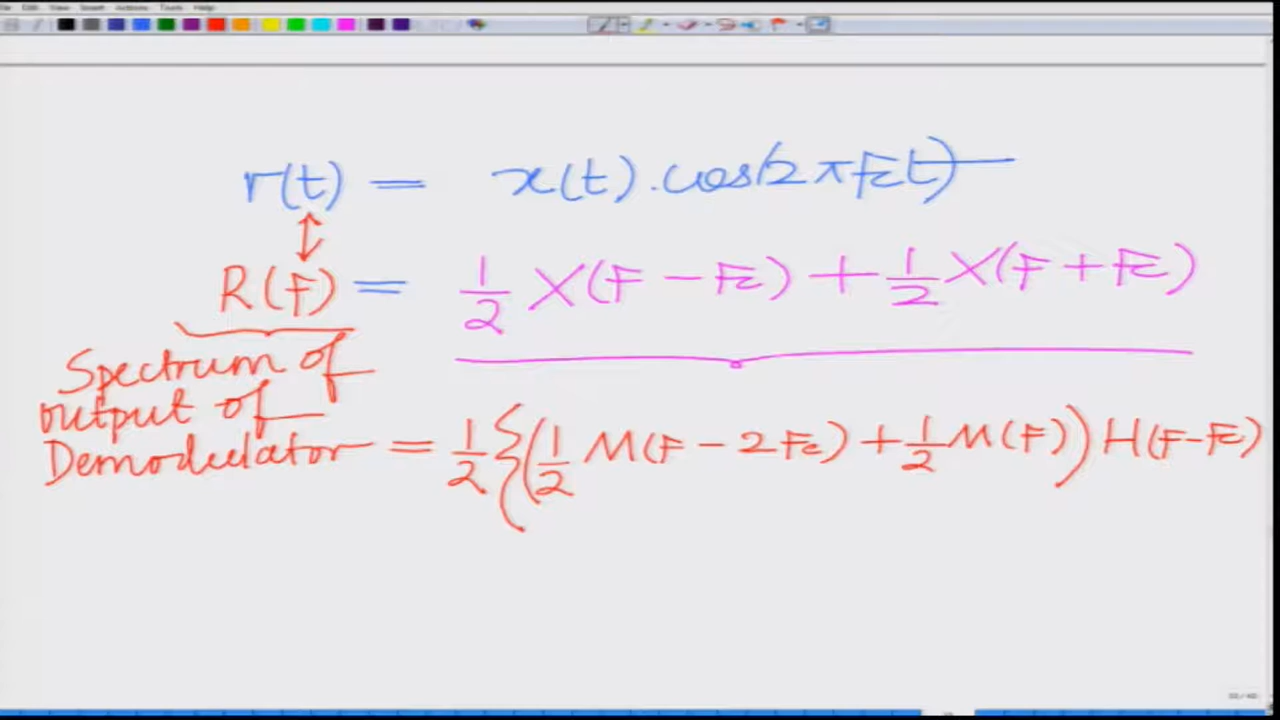 r(t) = x(t).cos(2πFct)
R(F) = 1/2 X(F - Fc) + 1/2 X(F + Fc)
Spectrum of
output of
Demodulator = 1/2 { (1/2 M(F - 2Fc) + 1/2 M(F)) H(F-Fc)